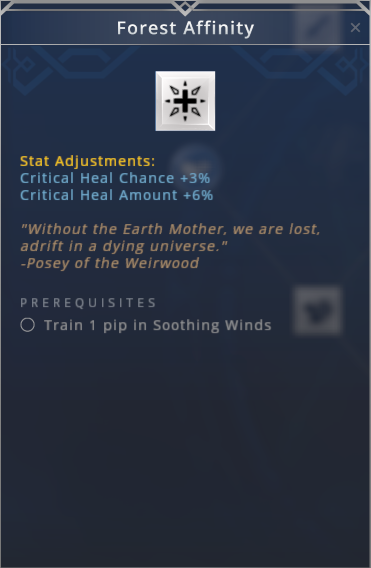 Forest Affinity
Stat Adjustments:
Critical Heal Chance +3%
Critical Heal Amount +6%
"Without the Earth Mother, we are lost,
adrift in a dying universe."
-Posey of the Weirwood
PREREQUISITES
Train 1 pip in Soothing Winds